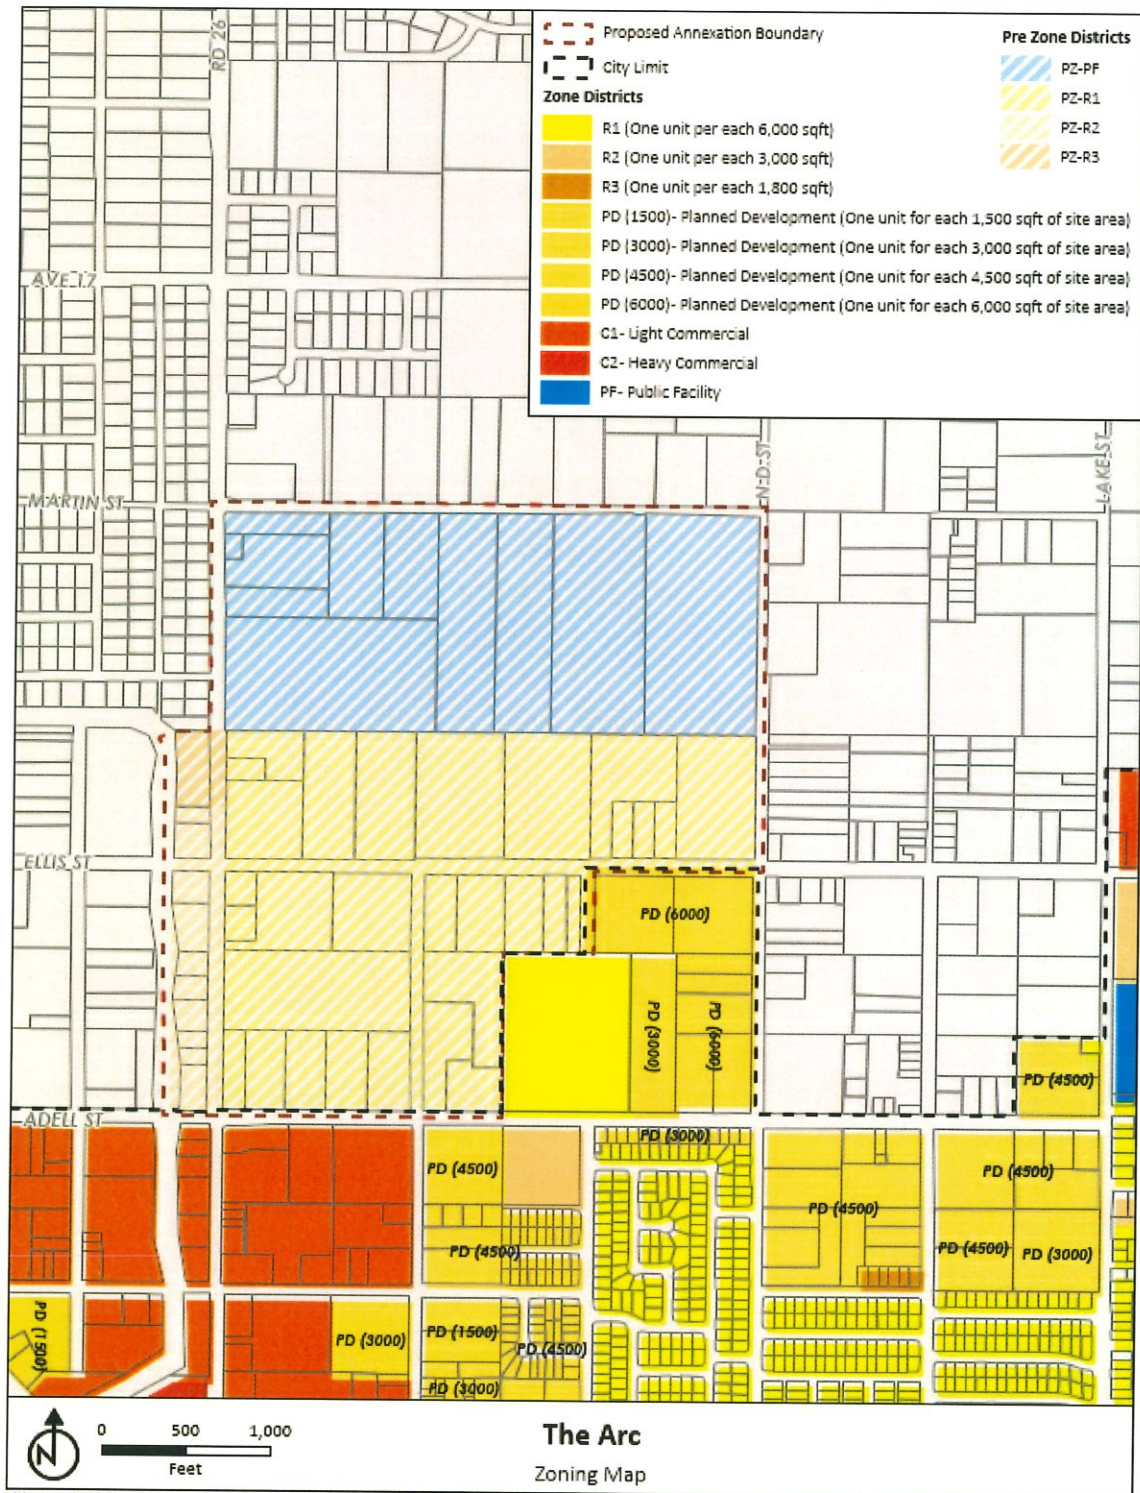 RD 26
Proposed Annexation Boundary
City Limit
Zone Districts
R1 (One unit per each 6,000 sqft)
R2 (One unit per each 3,000 sqft)
R3 (One unit per each 1,800 sqft)
PD (1500)- Planned Development (One unit for each 1,500 sqft of site area)
PD (3000)- Planned Development (One unit for each 3,000 sqft of site area)
PD (4500)- Planned Development (One unit for each 4,500 sqft of site area)
PD (6000)- Planned Development (One unit for each 6,000 sqft of site area)
C1- Light Commercial
C2- Heavy Commercial
PF- Public Facility
Pre Zone Districts
PZ-PF
PZ-R1
PZ-R2
PZ-R3
AVE 17
MARTIN ST
N D ST
LAKE ST
ELLIS ST
PD (6000)
PD (3000)
PD (6000)
PD (4500)
ADELL ST
PD (3000)
PD (4500)
PD (4500)
PD (4500)
PD (4500)
PD (4500)
PD (3000)
PD (1500)
PD (3000)
PD (1500)
PD (4500)
PD (3000)
N
0 500 1,000
Feet
The Arc
Zoning Map